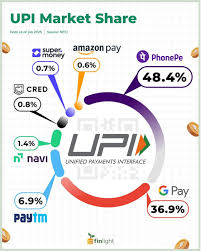 UPI Market Share
Data as of Jan 2025 | Source: NPCI
super.
money
0.7%
amazon pay
0.6%
PhonePe
48.4%
CRED
0.8%
navi
1.4%
UPI
UNIFIED PAYMENTS INTERFACE
paytm
6.9%
G Pay
36.9%
finlight